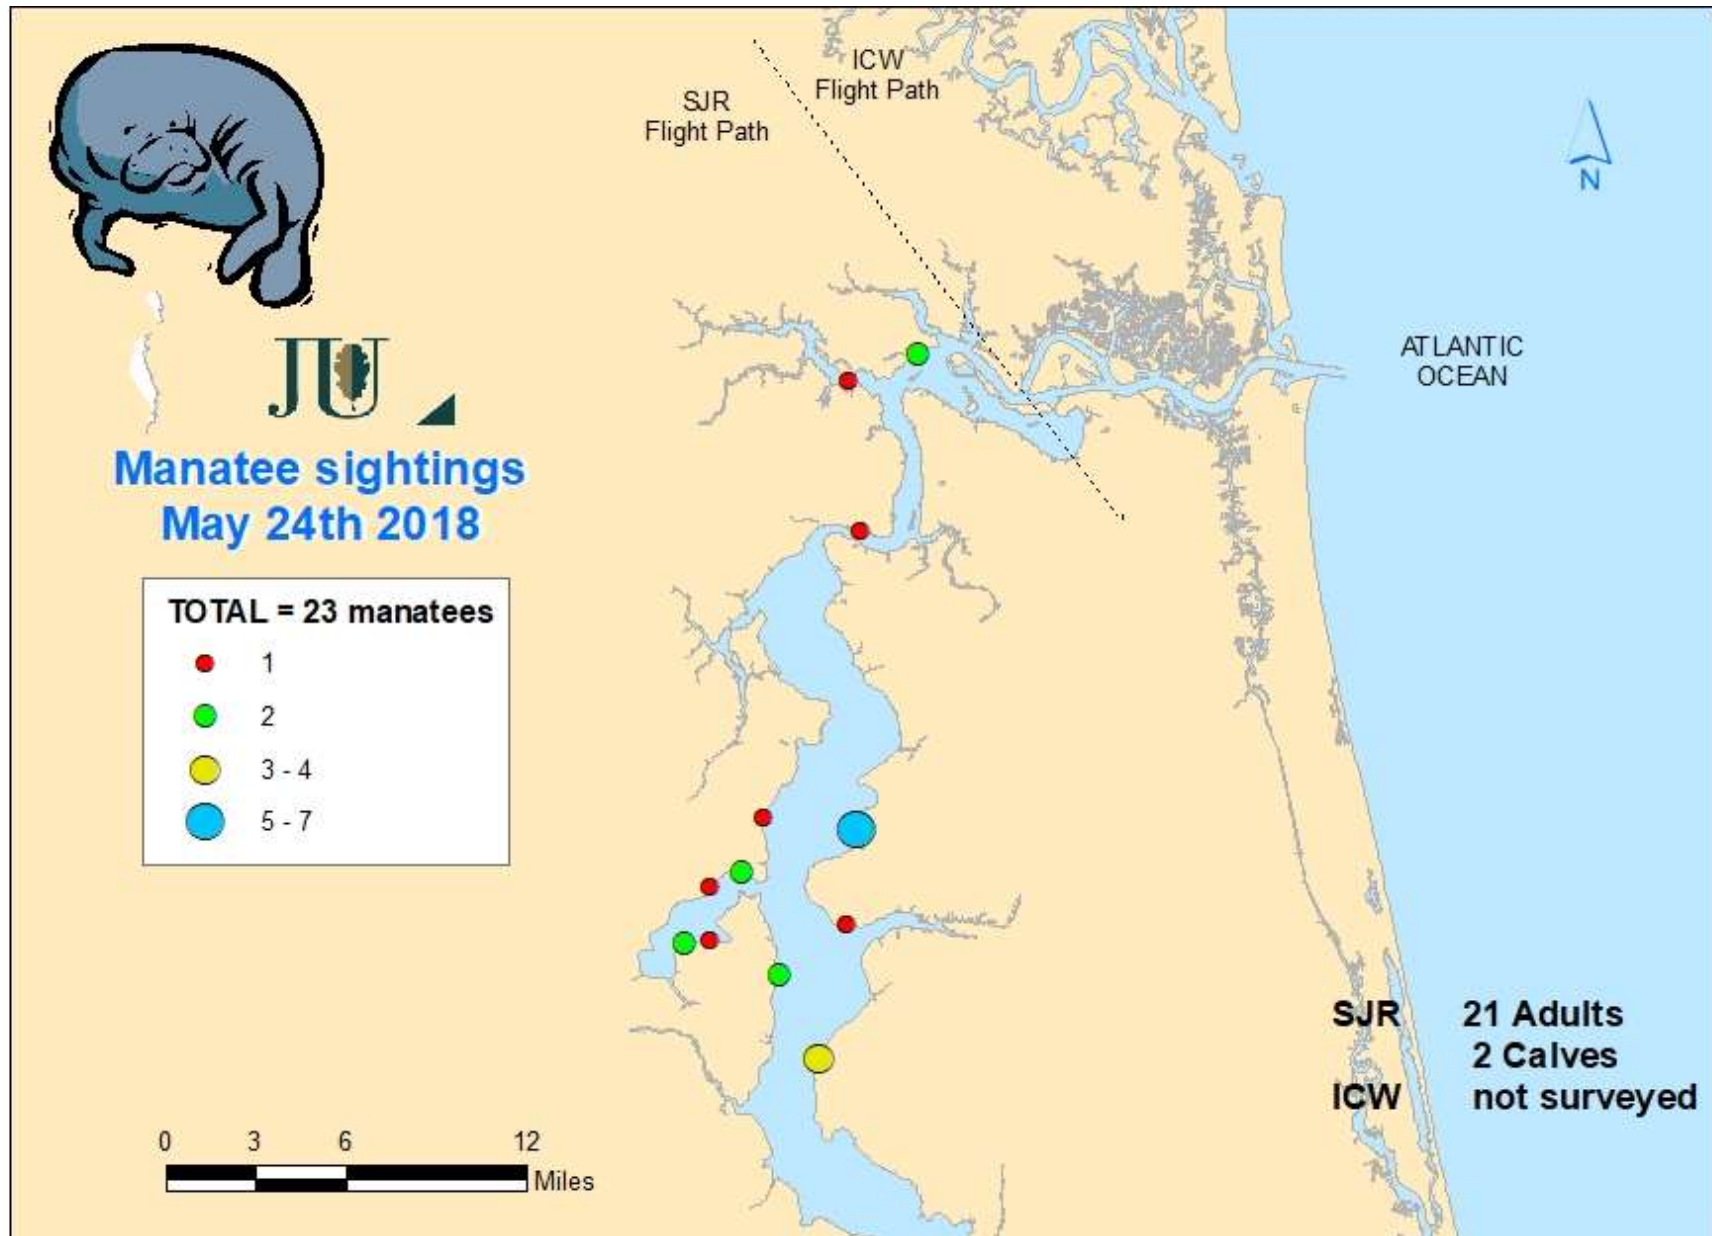 ICW
Flight Path
SJR
Flight Path
N
ATLANTIC
OCEAN
JU
Manatee sightings
May 24th 2018
TOTAL = 23 manatees
1
2
3 - 4
5 - 7
SJR 21 Adults
2 Calves
ICW not surveyed
0 3 6 12
Miles